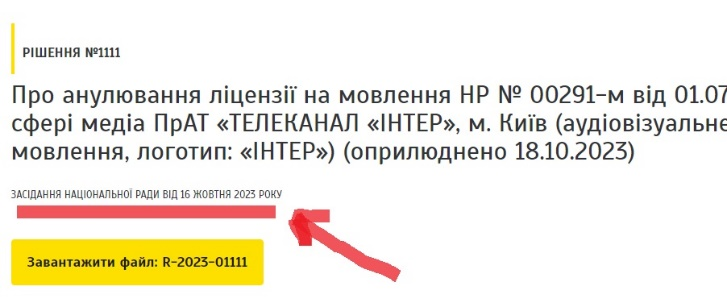 РІШЕННЯ №1111
Про анулювання ліцензії на мовлення НР № 00291-м від 01.07
сфері медіа ПрАТ «ТЕЛЕКАНАЛ «ІНТЕР», м. Київ (аудіовізуальне
мовлення, логотип: «ІНТЕР») (оприлюднено 18.10.2023)
ЗАСІДАННЯ НАЦІОНАЛЬНОЇ РАДИ ВІД 16 ЖОВТНЯ 2023 РОКУ
Завантажити файл: R-2023-01111